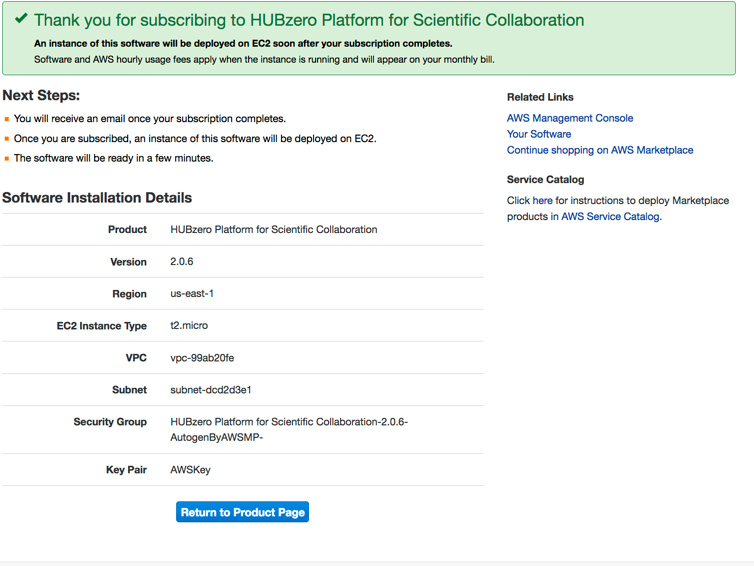 Thank you for subscribing to HUBzero Platform for Scientific Collaboration
An instance of this software will be deployed on EC2 soon after your subscription completes.
Software and AWS hourly usage fees apply when the instance is running and will appear on your monthly bill.
Next Steps:
You will receive an email once your subscription completes.
Once you are subscribed, an instance of this software will be deployed on EC2.
The software will be ready in a few minutes.
Software Installation Details
Product HUBzero Platform for Scientific Collaboration
Version 2.0.6
Region us-east-1
EC2 Instance Type t2.micro
VPC vpc-99ab20fe
Subnet subnet-dcd2d3e1
Security Group HUBzero Platform for Scientific Collaboration-2.0.6-
AutogenByAWSMP-
Key Pair AWSKey
Return to Product Page
Related Links
AWS Management Console
Your Software
Continue shopping on AWS Marketplace
Service Catalog
Click here for instructions to deploy Marketplace
products in AWS Service Catalog.